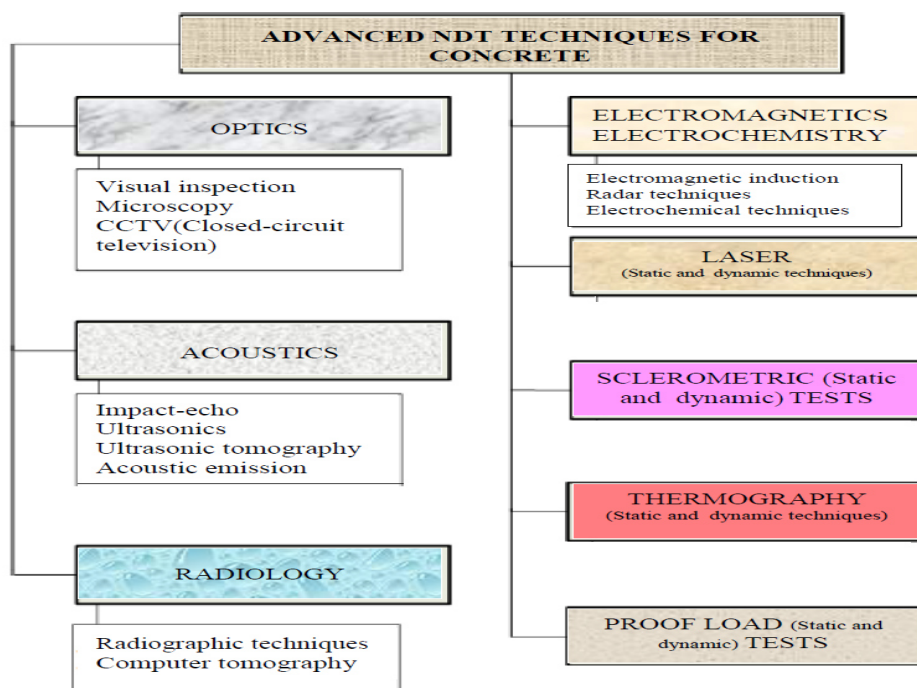 ADVANCED NDT TECHNIQUES FOR
CONCRETE
OPTICS
Visual inspection
Microscopy
CCTV(Closed-circuit
television)
ACOUSTICS
Impact-echo
Ultrasonics
Ultrasonic tomography
Acoustic emission
RADIOLOGY
Radiographic techniques
Computer tomography
ELECTROMAGNETICS
ELECTROCHEMISTRY
Electromagnetic induction
Radar techniques
Electrochemical techniques
LASER
(Static and dynamic techniques)
SCLEROMETRIC (Static
and dynamic) TESTS
THERMOGRAPHY
(Static and dynamic techniques)
PROOF LOAD (Static and
dynamic) TESTS